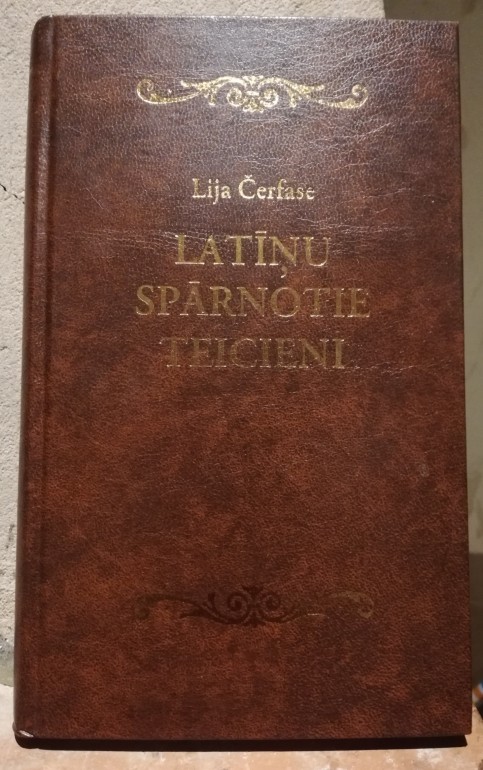 Lija Čerfase
LATĪŅU
SPĀRNOTIE
TEICIENI